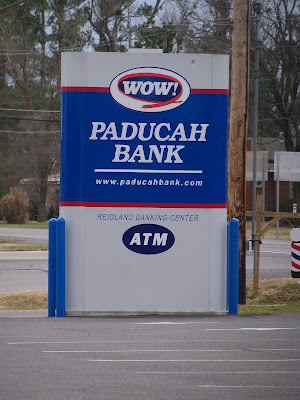 WOW!
PADUCAH
BANK
www.paducahbank.com
REIDLAND BANKING CENTER
ATM